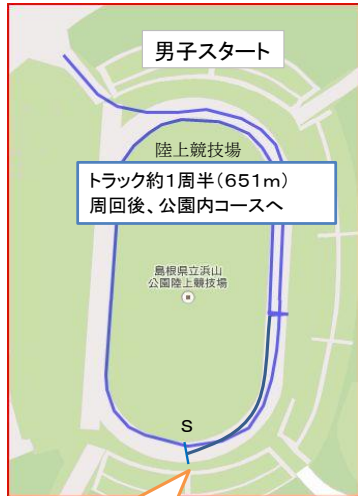 男子スタート
陸上競技場
トラック約1周半(651m)
周回後、公園内コースへ
島根県立浜山
公園陸上競技場
S